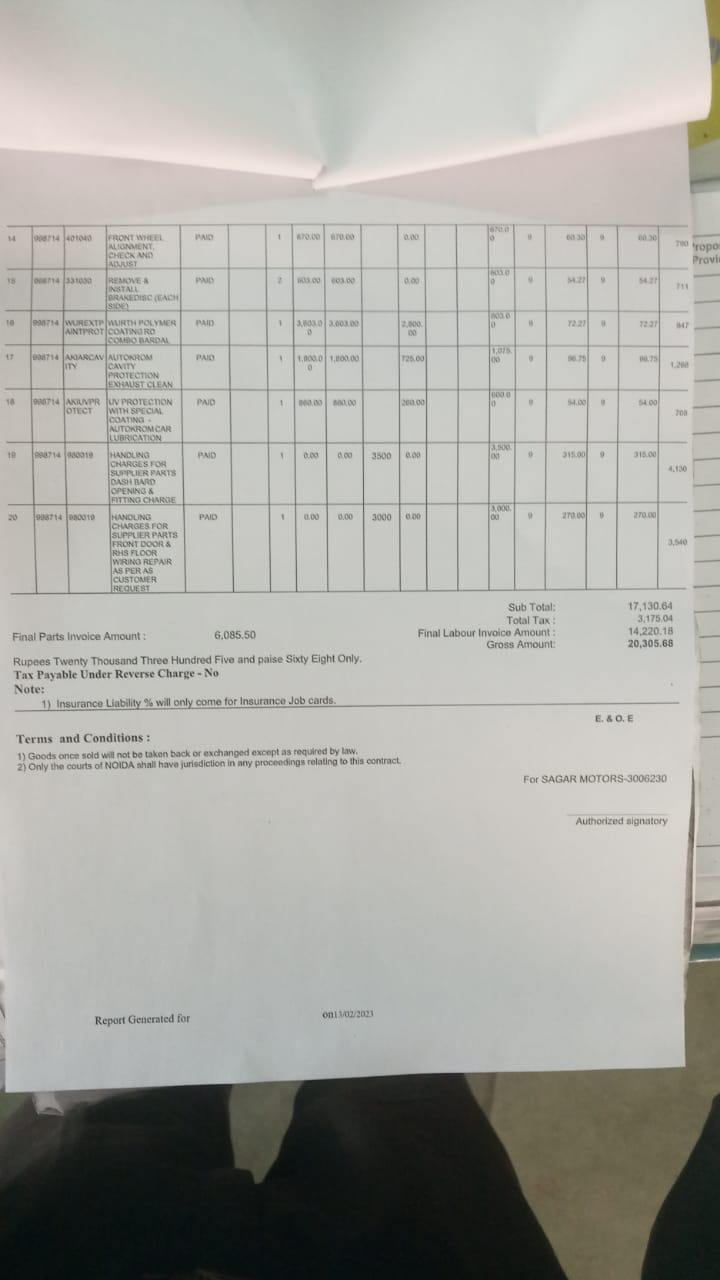 14 998714 401040 FRONT WHEEL PAID 1 670.00 670.00 0.00 670.0 9 60.30 9 60.30 790
ALIGNMENT, 0
CHECK AND
ADJUST
15 998714 331030 REMOVE & PAID 2 603.00 603.00 0.00 603.0 9 54.27 9 54.27 711
INSTALL 0
BRAKEDISC (EACH
SIDE)
16 998714 WUREXTP WURTH POLYMER PAID 1 3,603.0 3,603.00 2,800. 803.0 9 72.27 9 72.27 947
AINTPROT COATING RD 0 00 0
COMBO BARDAL
17 998714 AKIARCAV AUTOKROM PAID 1 1,800.0 1,800.00 725.00 1,075. 9 96.75 9 96.75 1,268
ITY CAVITY 0 00
PROTECTION
EXHAUST CLEAN
18 998714 AKIUVPR UV PROTECTION PAID 1 860.00 860.00 260.00 600.0 9 54.00 9 54.00 708
OTECT WITH SPECIAL 0
COATING -
AUTOKROM CAR
LUBRICATION
19 998714 980019 HANDLING PAID 1 0.00 0.00 3500 0.00 3,500. 9 315.00 9 315.00 4,130
CHARGES FOR 00
SUPPLIER PARTS
DASH BARD
OPENING &
FITTING CHARGE
20 998714 980019 HANDLING PAID 1 0.00 0.00 3000 0.00 3,000. 9 270.00 9 270.00 3,540
CHARGES FOR 00
SUPPLIER PARTS
FRONT DOOR &
RHS FLOOR
WIRING REPAIR
AS PER AS
CUSTOMER
REQUEST
Sub Total: 17,130.64
Total Tax : 3,175.04
Final Parts Invoice Amount : 6,085.50 Final Labour Invoice Amount : 14,220.18
Gross Amount: 20,305.68
Rupees Twenty Thousand Three Hundred Five and paise Sixty Eight Only.
Tax Payable Under Reverse Charge - No
Note:
1) Insurance Liability % will only come for Insurance Job cards.
E. & O. E
Terms and Conditions :
1) Goods once sold will not be taken back or exchanged except as required by law.
2) Only the courts of NOIDA shall have jurisdiction in any proceedings relating to this contract.
For SAGAR MOTORS-3006230
Authorized signatory
Report Generated for on13/02/2023